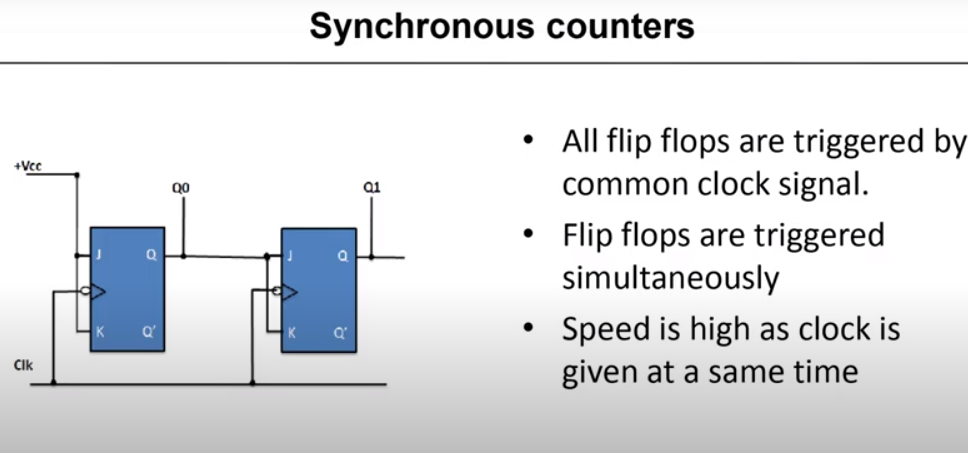 Synchronous counters
+Vcc
Q0
Q1
J
Q
K
Q'
J
Q
K
Q'
Clk
• All flip flops are triggered by
common clock signal.
• Flip flops are triggered
simultaneously
• Speed is high as clock is
given at a same time